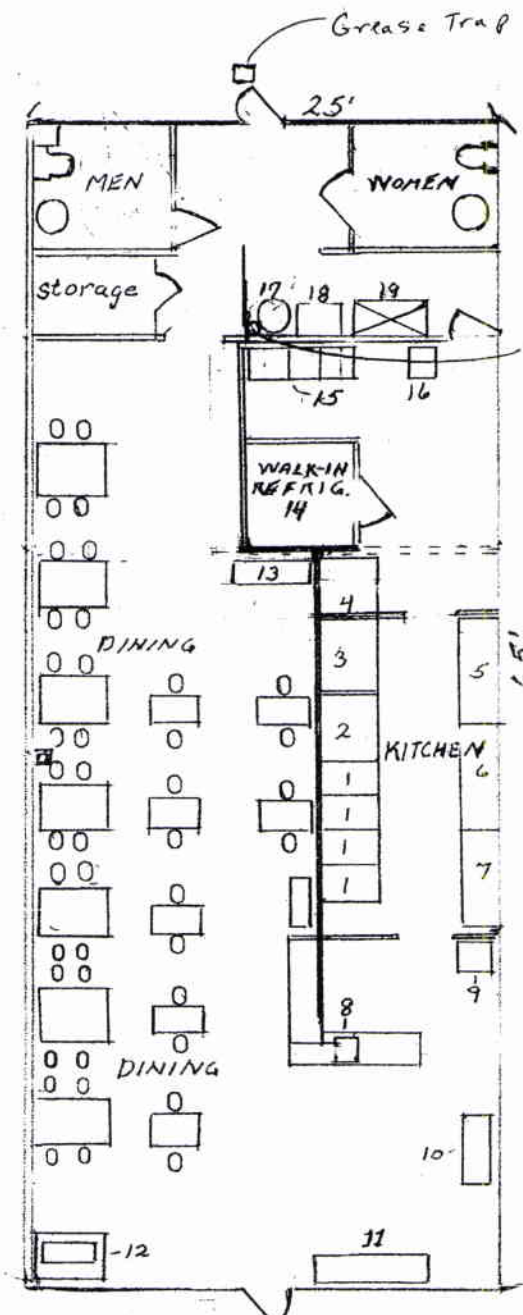 Grease Trap
25'
MEN
WOMEN
storage
17
18
19
15
16
WALK-IN
REFRIG.
14
13
4
3
5
DINING
2
KITCHEN
6
1
1
1
1
7
8
9
DINING
10
11
12